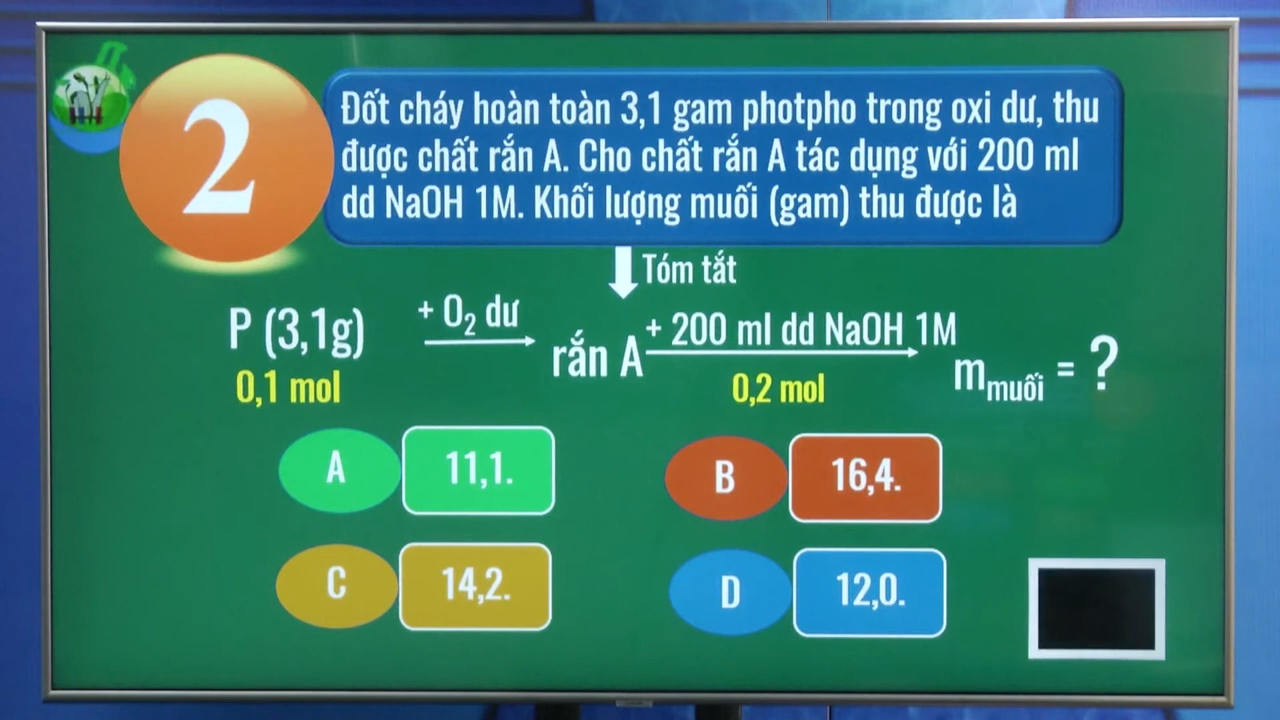 2
Đốt cháy hoàn toàn 3,1 gam photpho trong oxi dư, thu
được chất rắn A. Cho chất rắn A tác dụng với 200 ml
dd NaOH 1M. Khối lượng muối (gam) thu được là
Tóm tắt
P (3,1g) + O₂ dư rắn A + 200 ml dd NaOH 1M m muối = ?
0,1 mol 0,2 mol
A 11,1. B 16,4.
C 14,2. D 12,0.